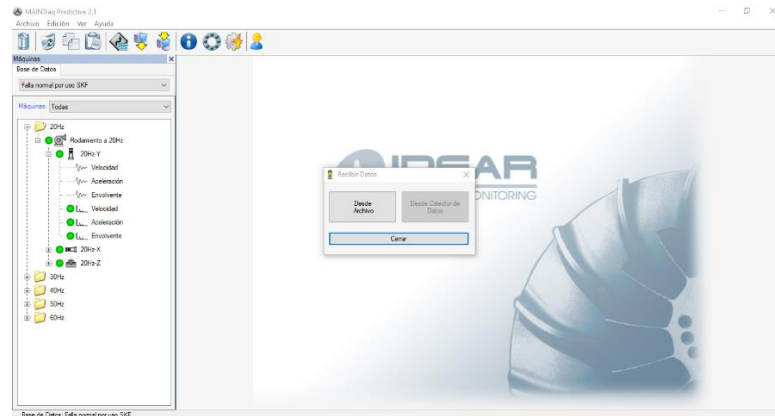 MAINTraq Predictive 2.1
Archivo Edición Ver Ayuda
Máquinas
Base de Datos
Falla normal por uso SKF
Máquinas: Todas
20Hz
Rodamiento a 20Hz
20Hz-Y
Velocidad
Aceleración
Envolvente
Velocidad
Aceleración
Envolvente
20Hz-X
20Hz-Z
30Hz
40Hz
50Hz
60Hz
IDEAR
MONITORING
Recibir Datos
Desde
Archivo
Desde Colector de
Datos
Cerrar
Base de Datos: Falla normal por uso SKF